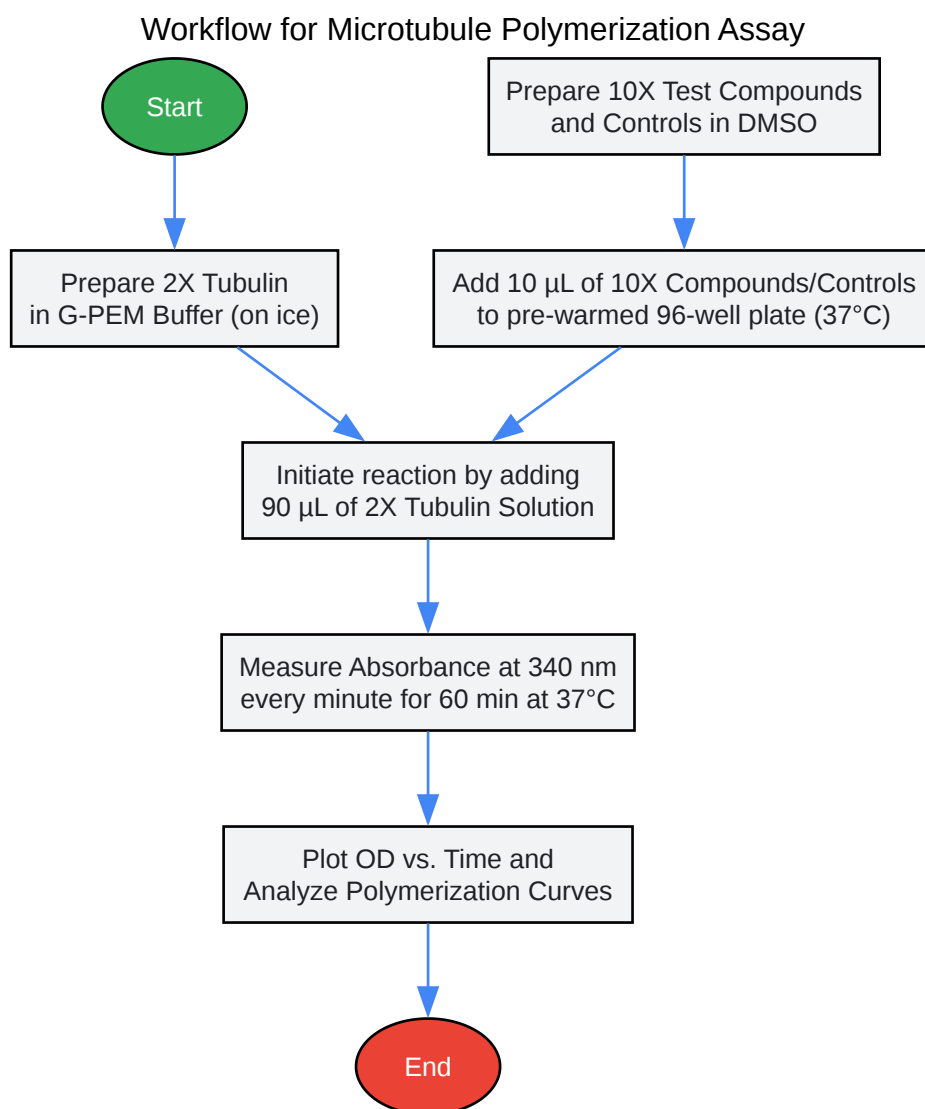 Workflow for Microtubule Polymerization Assay
Start
Prepare 10X Test Compounds
and Controls in DMSO
Prepare 2X Tubulin
in G-PEM Buffer (on ice)
Add 10 µL of 10X Compounds/Controls
to pre-warmed 96-well plate (37°C)
Initiate reaction by adding
90 µL of 2X Tubulin Solution
Measure Absorbance at 340 nm
every minute for 60 min at 37°C
Plot OD vs. Time and
Analyze Polymerization Curves
End